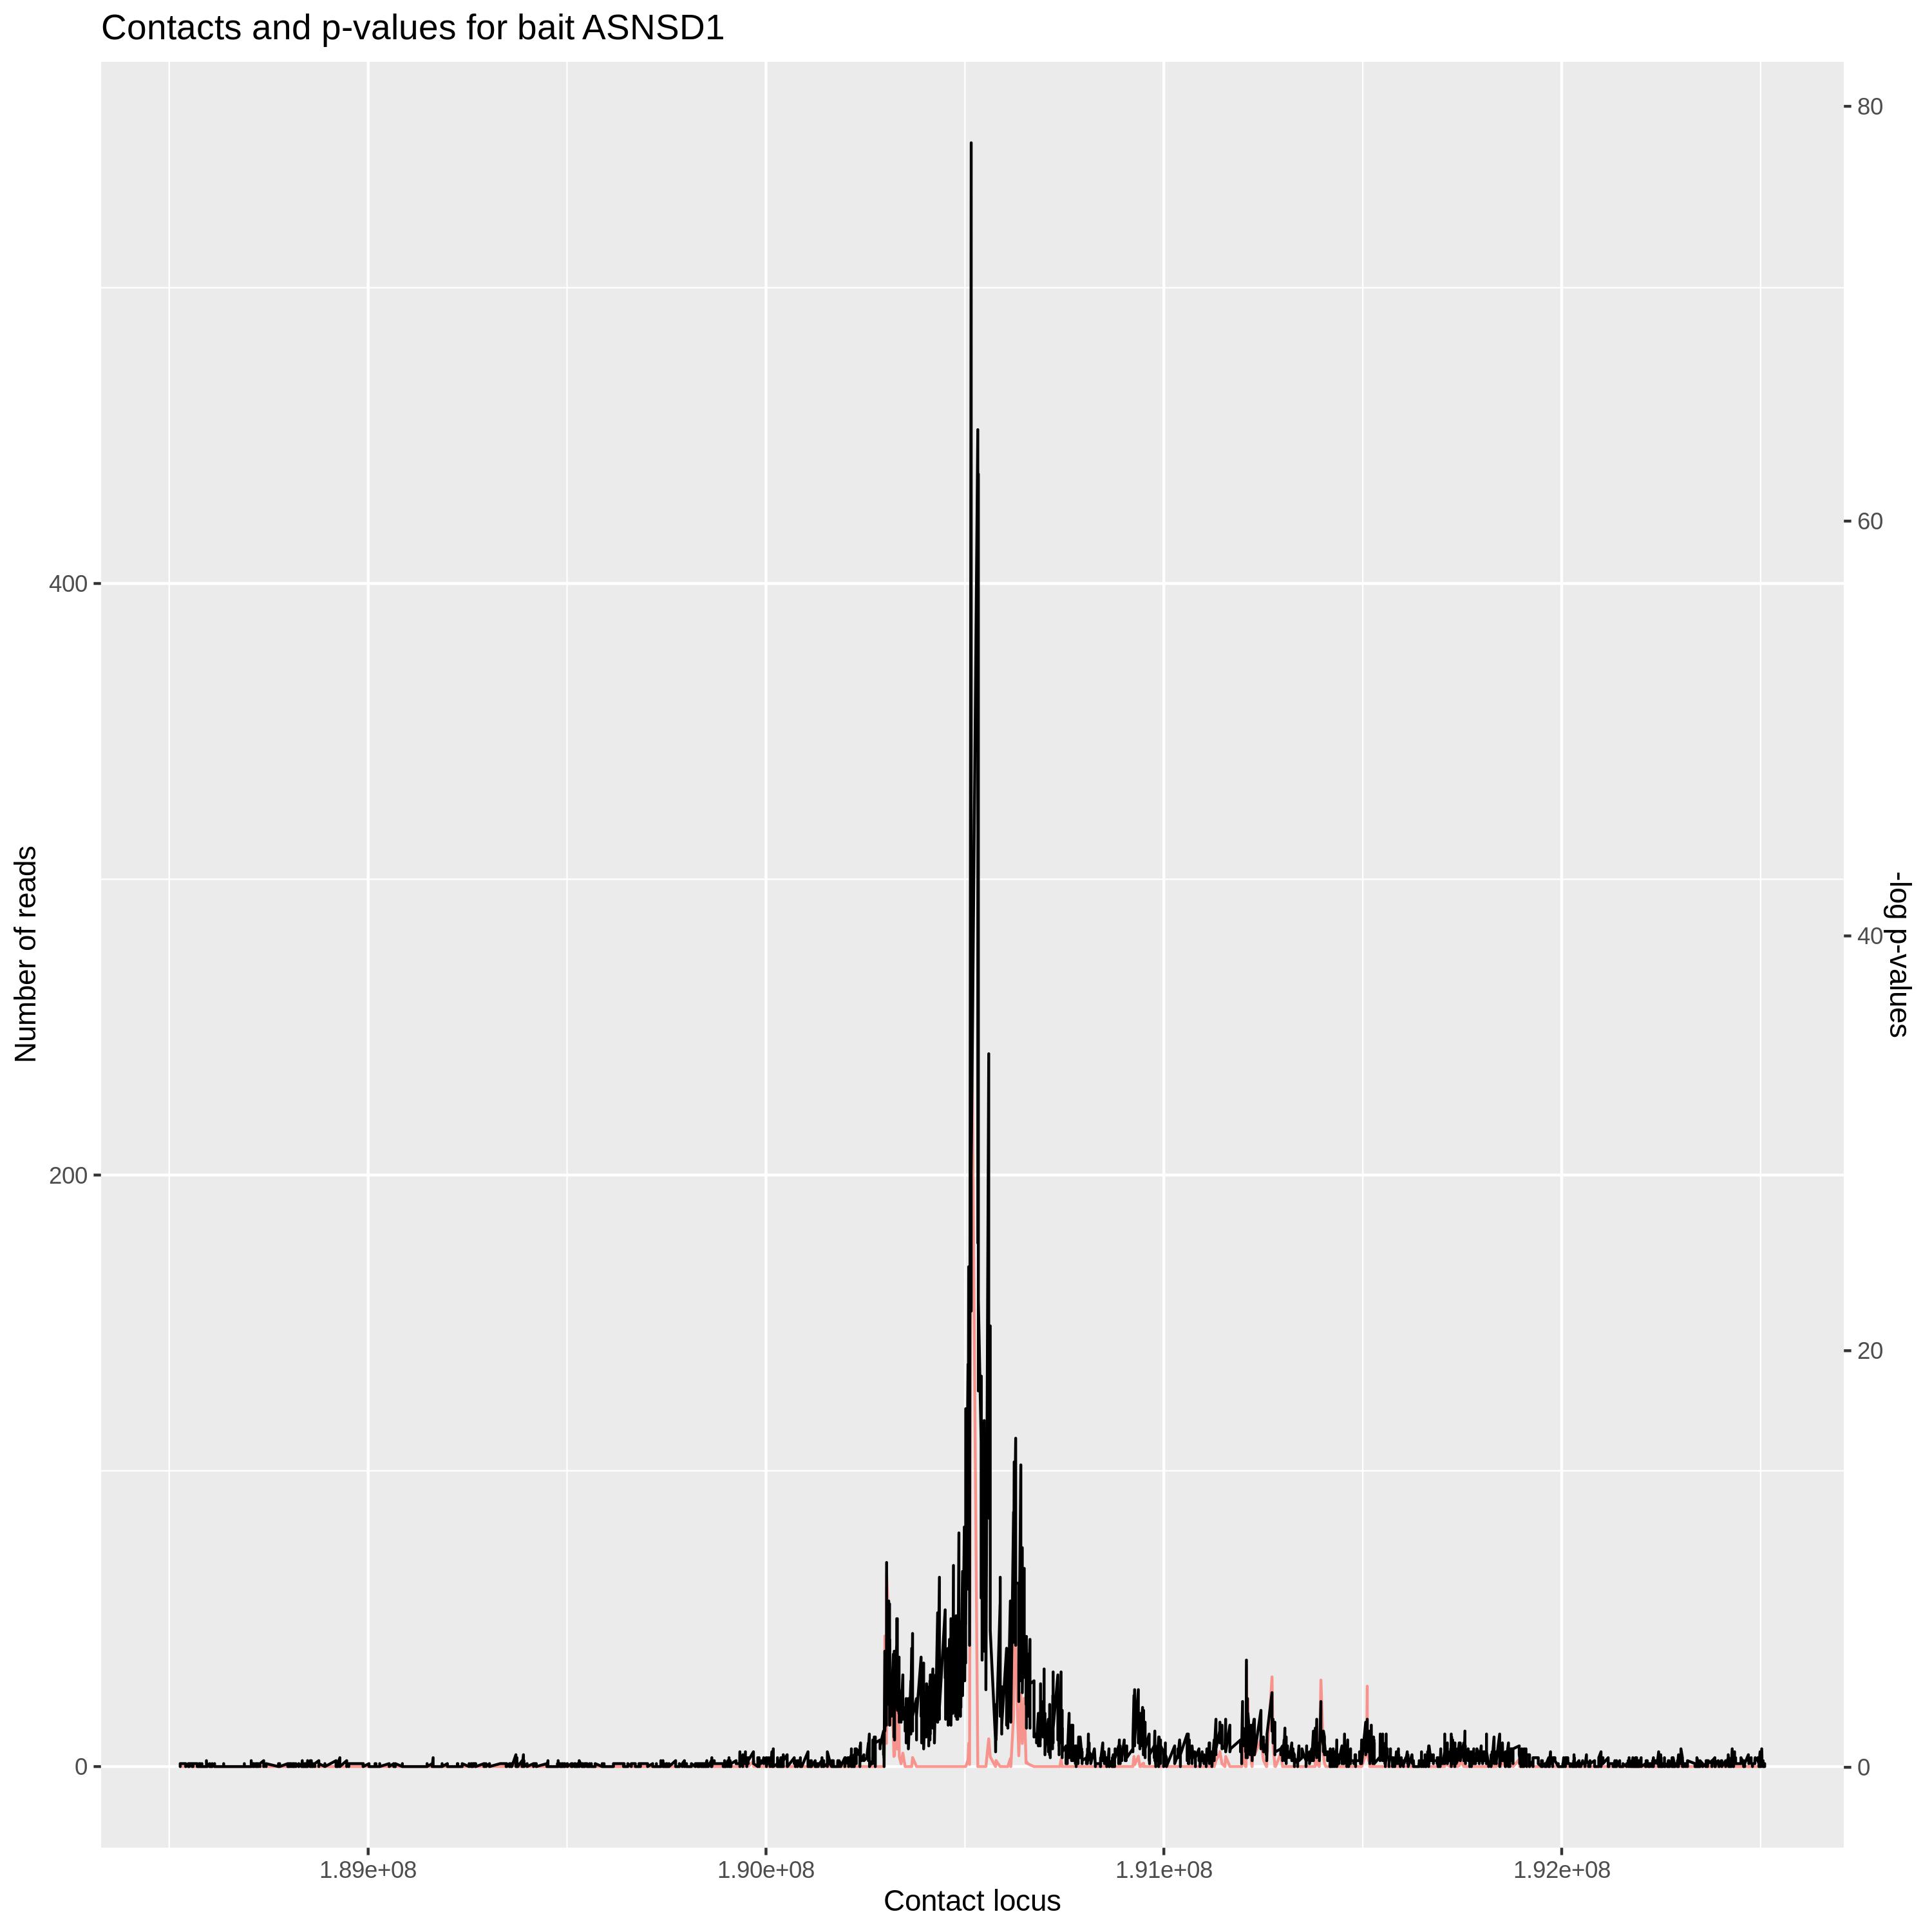 Contacts and p-values for bait ASNSD1
80
60
400
Number of reads
-log p-values
40
200
20
0
0
1.89e+08
1.90e+08
1.91e+08
1.92e+08
Contact locus